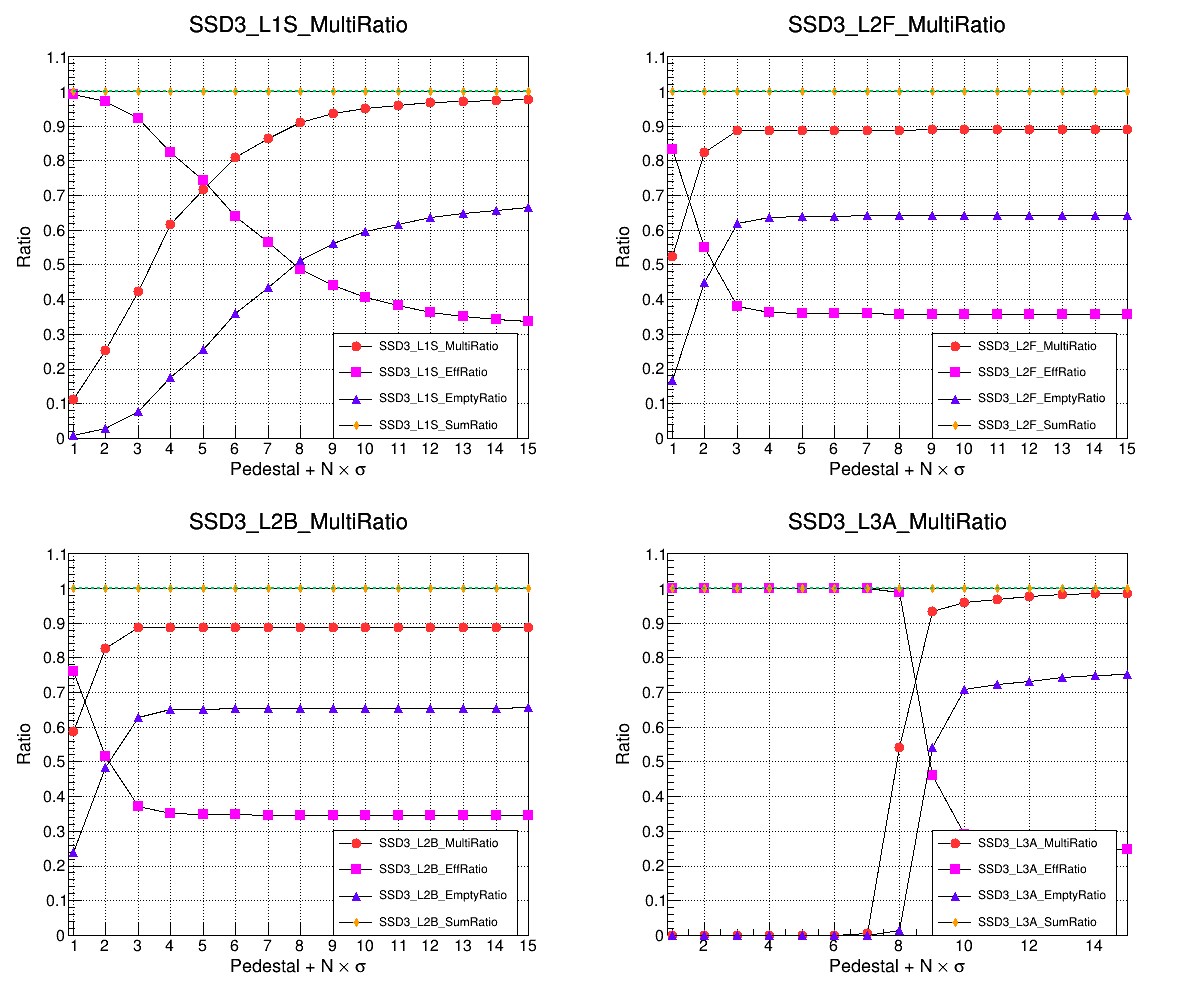 SSD3_L1S_MultiRatio
1.1
1
0.9
0.8
0.7
0.6
0.5
0.4
0.3
0.2
0.1
0
Ratio
SSD3_L1S_MultiRatio
SSD3_L1S_EffRatio
SSD3_L1S_EmptyRatio
SSD3_L1S_SumRatio
1 2 3 4 5 6 7 8 9 10 11 12 13 14 15
Pedestal + N × σ
SSD3_L2F_MultiRatio
1.1
1
0.9
0.8
0.7
0.6
0.5
0.4
0.3
0.2
0.1
0
Ratio
SSD3_L2F_MultiRatio
SSD3_L2F_EffRatio
SSD3_L2F_EmptyRatio
SSD3_L2F_SumRatio
1 2 3 4 5 6 7 8 9 10 11 12 13 14 15
Pedestal + N × σ
SSD3_L2B_MultiRatio
1.1
1
0.9
0.8
0.7
0.6
0.5
0.4
0.3
0.2
0.1
0
Ratio
SSD3_L2B_MultiRatio
SSD3_L2B_EffRatio
SSD3_L2B_EmptyRatio
SSD3_L2B_SumRatio
1 2 3 4 5 6 7 8 9 10 11 12 13 14 15
Pedestal + N × σ
SSD3_L3A_MultiRatio
1.1
1
0.9
0.8
0.7
0.6
0.5
0.4
0.3
0.2
0.1
0
Ratio
SSD3_L3A_MultiRatio
SSD3_L3A_EffRatio
SSD3_L3A_EmptyRatio
SSD3_L3A_SumRatio
2 4 6 8 10 12 14
Pedestal + N × σ